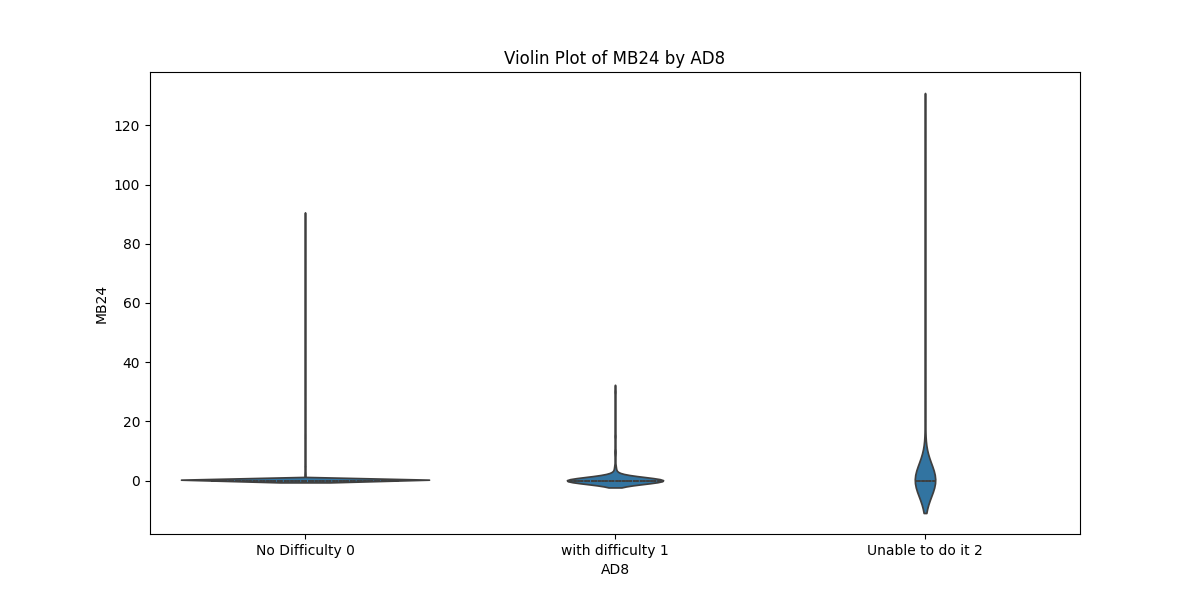 Violin Plot of MB24 by AD8
120
100
80
60
40
20
0
MB24
No Difficulty 0
with difficulty 1
Unable to do it 2
AD8